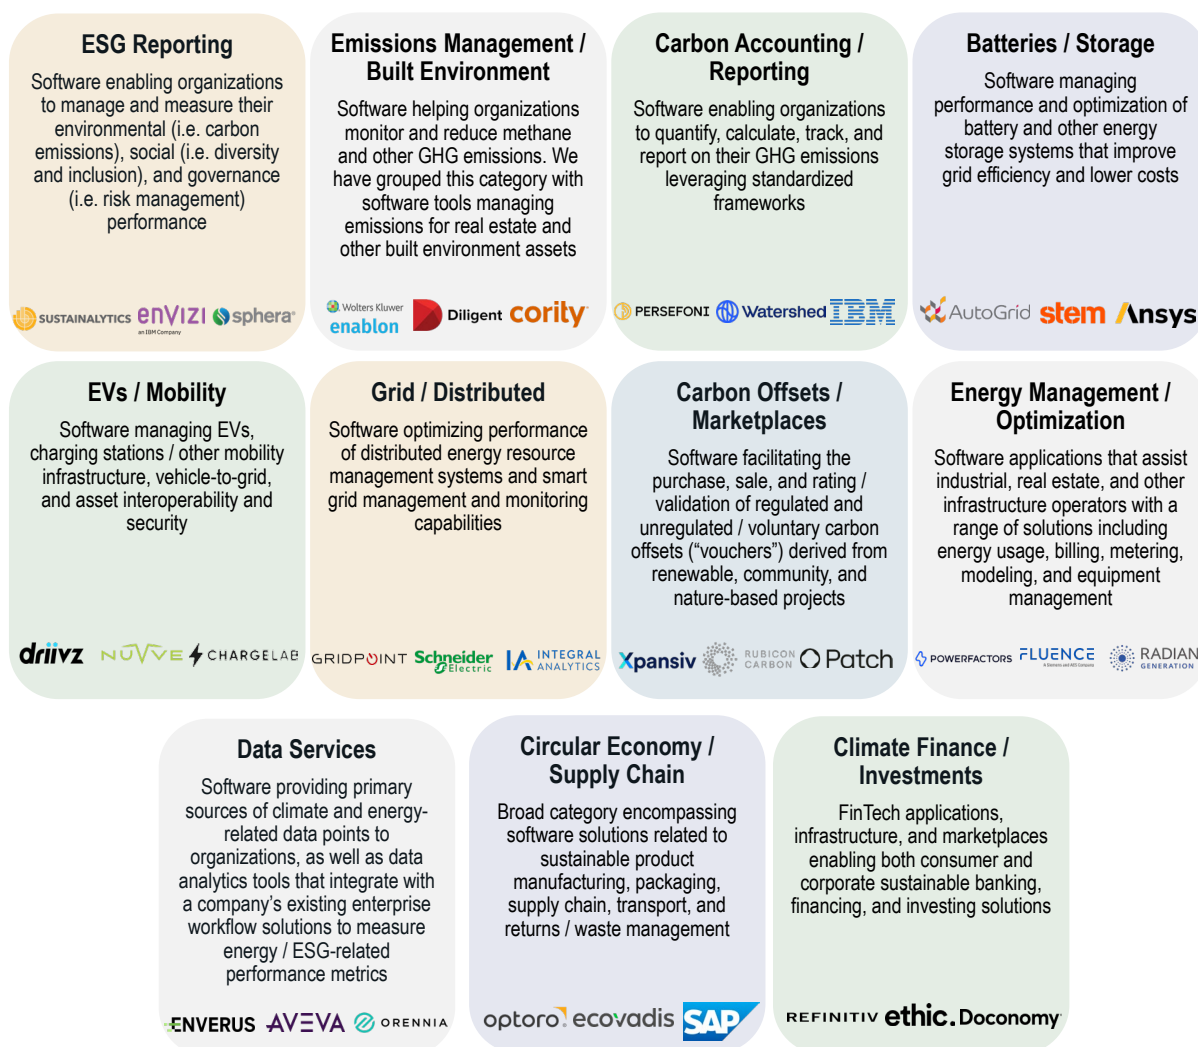 ESG Reporting
Software enabling organizations
to manage and measure their
environmental (i.e. carbon
emissions), social (i.e. diversity
and inclusion), and governance
(i.e. risk management)
performance
SUSTAINALYTICS
envizi
an IBM Company
sphera
Emissions Management /
Built Environment
Software helping organizations
monitor and reduce methane
and other GHG emissions. We
have grouped this category with
software tools managing
emissions for real estate and
other built environment assets
Wolters Kluwer
enablon
Diligent
cority
Carbon Accounting /
Reporting
Software enabling organizations
to quantify, calculate, track, and
report on their GHG emissions
leveraging standardized
frameworks
PERSEFONI
Watershed
IBM
Batteries / Storage
Software managing
performance and optimization of
battery and other energy
storage systems that improve
grid efficiency and lower costs
AutoGrid
stem
Ansys
EVs / Mobility
Software managing EVs,
charging stations / other mobility
infrastructure, vehicle-to-grid,
and asset interoperability and
security
driivz
NUVVE
CHARGELAB
Grid / Distributed
Software optimizing performance
of distributed energy resource
management systems and smart
grid management and monitoring
capabilities
GRIDPOINT
Schneider
Electric
IA
INTEGRAL
ANALYTICS
Carbon Offsets /
Marketplaces
Software facilitating the
purchase, sale, and rating /
validation of regulated and
unregulated / voluntary carbon
offsets (“vouchers”) derived from
renewable, community, and
nature-based projects
Xpansiv
RUBICON
CARBON
Patch
Energy Management /
Optimization
Software applications that assist
industrial, real estate, and other
infrastructure operators with a
range of solutions including
energy usage, billing, metering,
modeling, and equipment
management
POWERFACTORS
FLUENCE
A Siemens and AES Company
RADIAN
GENERATION
Data Services
Software providing primary
sources of climate and energy-
related data points to
organizations, as well as data
analytics tools that integrate with
a company’s existing enterprise
workflow solutions to measure
energy / ESG-related
performance metrics
ENVERUS
AVEVA
ORENNIA
Circular Economy /
Supply Chain
Broad category encompassing
software solutions related to
sustainable product
manufacturing, packaging,
supply chain, transport, and
returns / waste management
optoro
ecovadis
SAP
Climate Finance /
Investments
FinTech applications,
infrastructure, and marketplaces
enabling both consumer and
corporate sustainable banking,
financing, and investing solutions
REFINITIV
ethic.
Doconomy